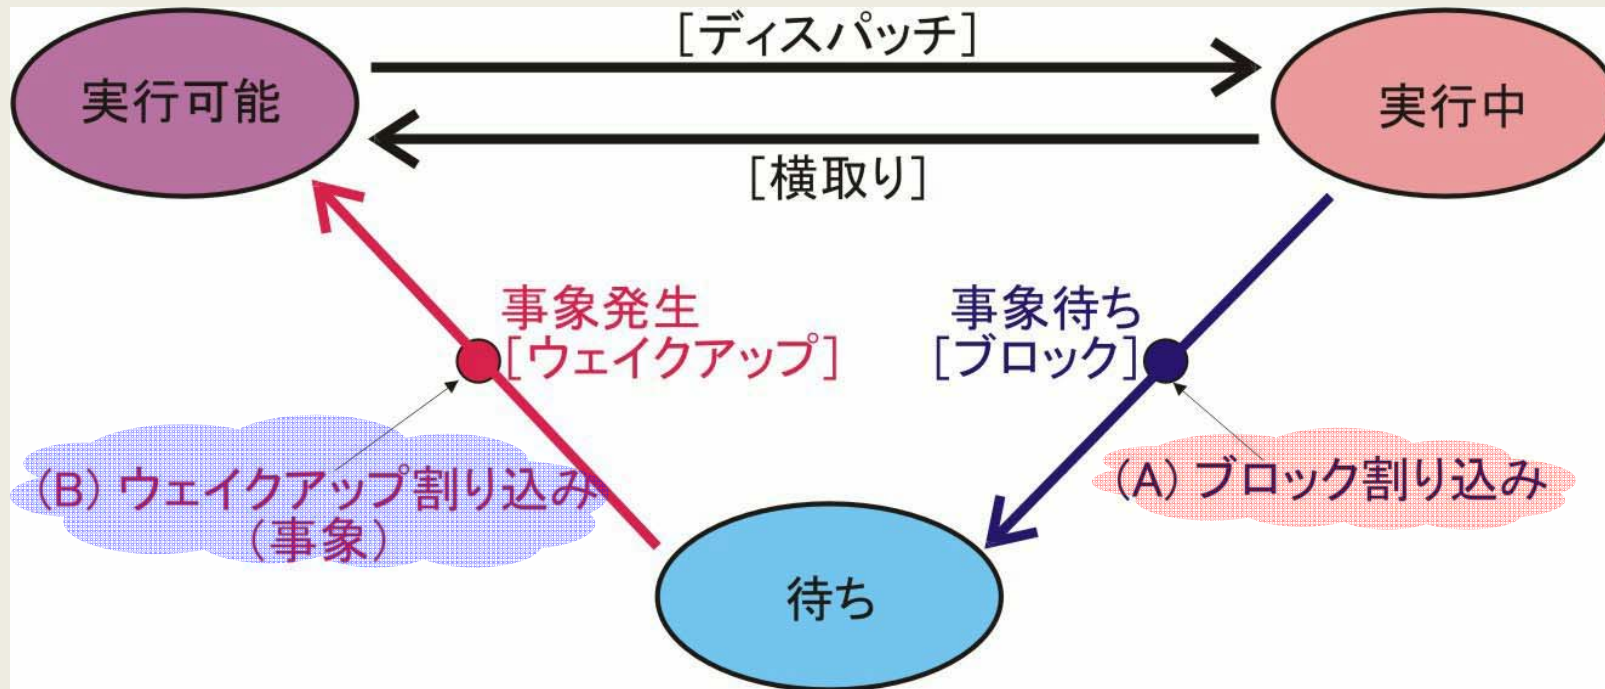 [ディスパッチ]
実行可能
実行中
[横取り]
事象発生
[ウェイクアップ]
事象待ち
[ブロック]
(B) ウェイクアップ割り込み
(事象)
(A) ブロック割り込み
待ち